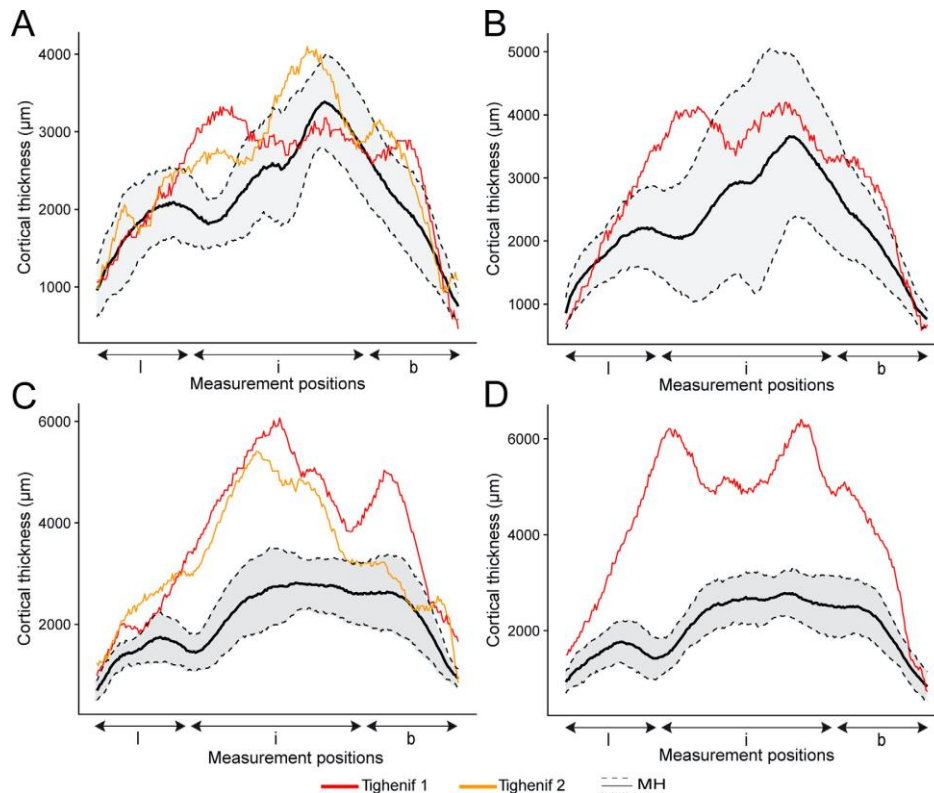 A
Cortical thickness (µm)
4000
3000
2000
1000
l
i
b
Measurement positions
B
Cortical thickness (µm)
5000
4000
3000
2000
1000
l
i
b
Measurement positions
C
Cortical thickness (µm)
6000
4000
2000
l
i
b
Measurement positions
D
Cortical thickness (µm)
6000
4000
2000
l
i
b
Measurement positions
Tighenif 1 Tighenif 2 MH